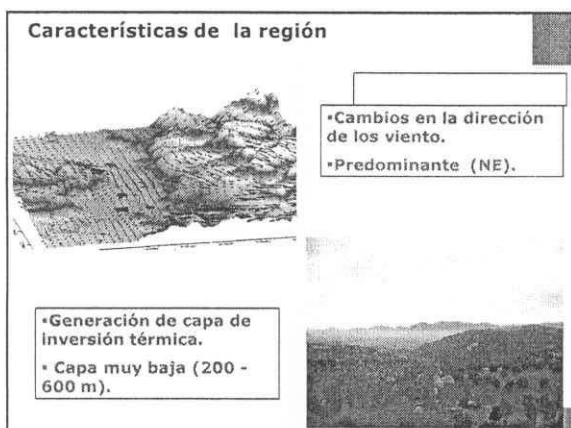 Características de la región
▪Cambios en la dirección
de los viento.
▪Predominante (NE).
▪Generación de capa de
inversión térmica.
▪ Capa muy baja (200 -
600 m).